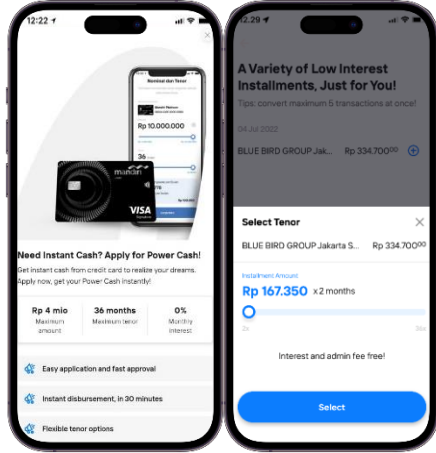 12:22
Nominal dan Tenor
Rp 10.000.000
36
mandiri
VISA
Signature
Need Instant Cash? Apply for Power Cash!
Get instant cash from credit card to realize your dreams.
Apply now, get your Power Cash instantly!
Rp 4 mio
Maximum
amount
36 months
Maximum tenor
0%
Monthly
Interest
Easy application and fast approval
Instant disbursement, in 30 minutes
Flexible tenor options
12.29
A Variety of Low Interest
Installments, Just for You!
Tips: convert maximum 5 transactions at once!
04 Jul 2022
BLUE BIRD GROUP Jak... Rp 334.700⁰⁰
Select Tenor
BLUE BIRD GROUP Jakarta S... Rp 334.700⁰⁰
Installment Amount
Rp 167.350 x 2 months
2x
36x
Interest and admin fee free!
Select